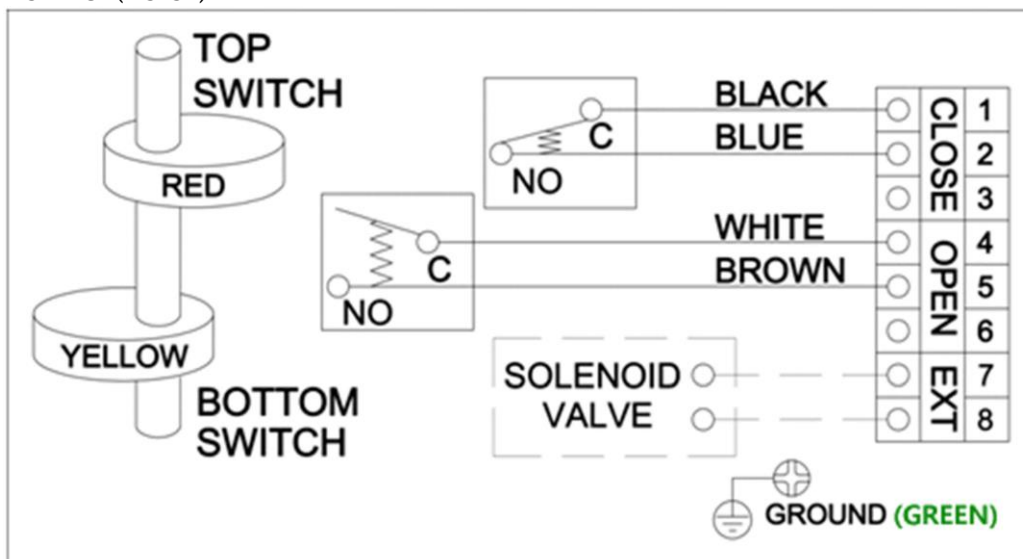 TOP
SWITCH
RED
YELLOW
BOTTOM
SWITCH
C
NO
C
NO
BLACK
BLUE
WHITE
BROWN
SOLENOID
VALVE
CLOSE
OPEN
EXT
1
2
3
4
5
6
7
8
GROUND (GREEN)